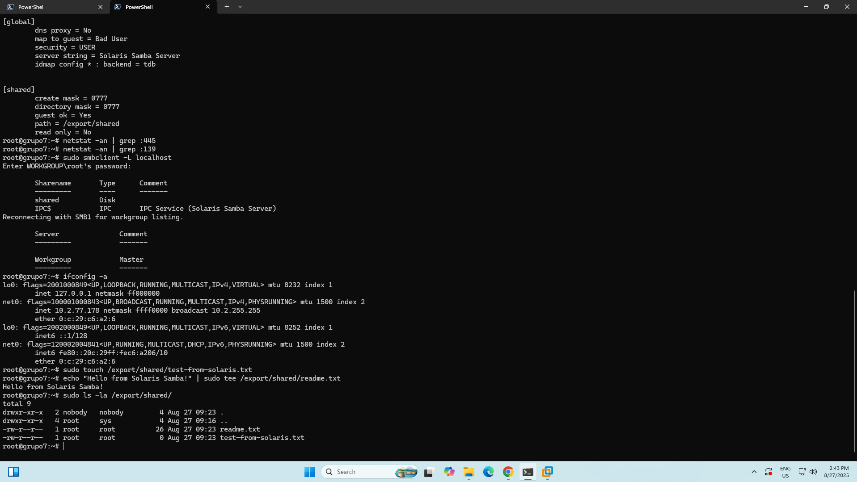 PowerShell
PowerShell
[global]
dns proxy = No
map to guest = Bad User
security = USER
server string = Solaris Samba Server
idmap config * : backend = tdb
[shared]
create mask = 0777
directory mask = 0777
guest ok = Yes
path = /export/shared
read only = No
root@grupo7:~# netstat -an | grep :445
root@grupo7:~# netstat -an | grep :139
root@grupo7:~# sudo smbclient -L localhost
Enter WORKGROUP\root's password:
Sharename Type Comment
--------- ---- -------
shared Disk
IPC$ IPC IPC Service (Solaris Samba Server)
Reconnecting with SMB1 for workgroup listing.
Server Comment
--------- -------
Workgroup Master
--------- -------
root@grupo7:~# ifconfig -a
lo0: flags=2001000849<UP,LOOPBACK,RUNNING,MULTICAST,IPv4,VIRTUAL> mtu 8232 index 1
inet 127.0.0.1 netmask ff000000
net0: flags=100001000843<UP,BROADCAST,RUNNING,MULTICAST,IPv4,PHYSRUNNING> mtu 1500 index 2
inet 10.2.77.178 netmask ffff0000 broadcast 10.2.255.255
ether 0:c:29:c6:a2:6
lo0: flags=2002000849<UP,LOOPBACK,RUNNING,MULTICAST,IPv6,VIRTUAL> mtu 8252 index 1
inet6 ::1/128
net0: flags=120002004841<UP,RUNNING,MULTICAST,DHCP,IPv6,PHYSRUNNING> mtu 1500 index 2
inet6 fe80::20c:29ff:fec6:a206/10
ether 0:c:29:c6:a2:6
root@grupo7:~# sudo touch /export/shared/test-from-solaris.txt
root@grupo7:~# echo "Hello from Solaris Samba!" | sudo tee /export/shared/readme.txt
Hello from Solaris Samba!
root@grupo7:~# sudo ls -la /export/shared/
total 9
drwxr-xr-x 2 nobody nobody 4 Aug 27 09:23 .
drwxr-xr-x 4 root sys 4 Aug 27 09:16 ..
-rw-r--r-- 1 root root 26 Aug 27 09:23 readme.txt
-rw-r--r-- 1 root root 0 Aug 27 09:23 test-from-solaris.txt
root@grupo7:~#
Search
ENG
US
2:43 PM
8/27/2025